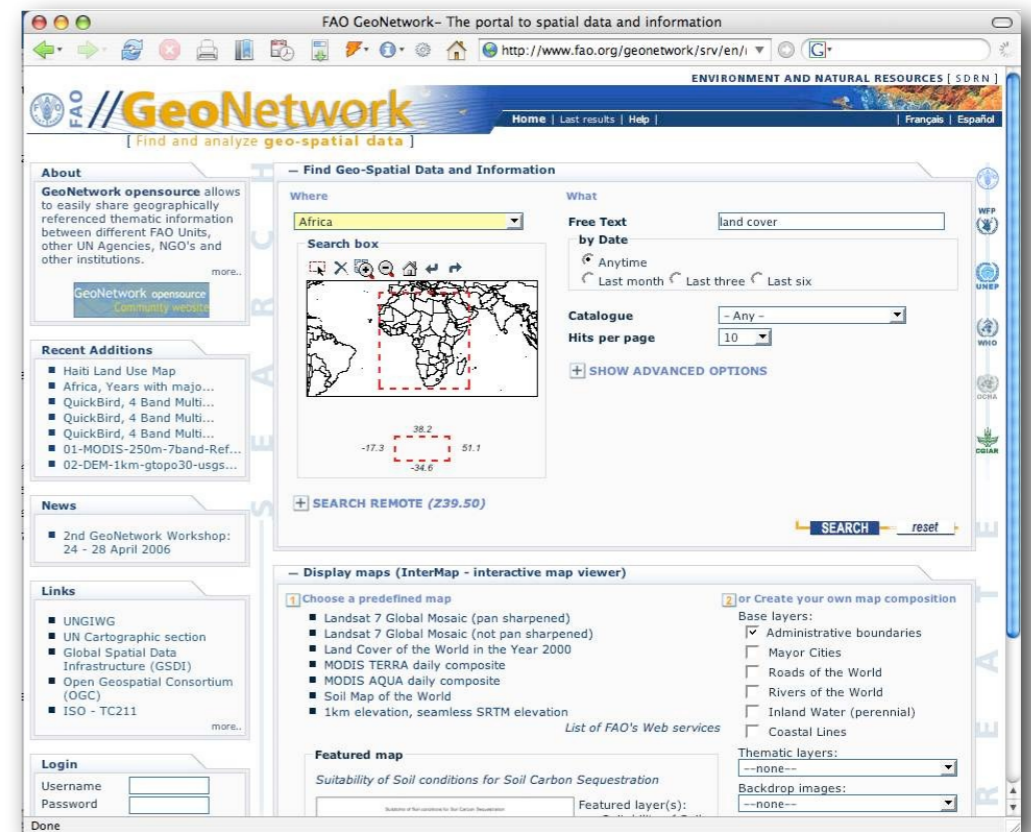 FAO GeoNetwork– The portal to spatial data and information
http://www.fao.org/geonetwork/srv/en/
ENVIRONMENT AND NATURAL RESOURCES [ SDRN ]
FAO //GeoNetwork
[ Find and analyze geo-spatial data ]
Home | Last results | Help |
| Français | Español
About
GeoNetwork opensource allows
to easily share geographically
referenced thematic information
between different FAO Units,
other UN Agencies, NGO's and
other institutions.
more..
GeoNetwork opensource
Community website
Recent Additions
Haiti Land Use Map
Africa, Years with majo...
QuickBird, 4 Band Multi...
QuickBird, 4 Band Multi...
QuickBird, 4 Band Multi...
01-MODIS-250m-7band-Ref...
02-DEM-1km-gtopo30-usgs...
News
2nd GeoNetwork Workshop:
24 - 28 April 2006
Links
UNGIWG
UN Cartographic section
Global Spatial Data
Infrastructure (GSDI)
Open Geospatial Consortium
(OGC)
ISO - TC211
more..
Login
Username
Password
SEARCH
– Find Geo-Spatial Data and Information
Where
Africa
Search box
38.2
-17.3 51.1
-34.6
+ SEARCH REMOTE (Z39.50)
What
Free Text land cover
by Date
Anytime
Last month Last three Last six
Catalogue - Any -
Hits per page 10
+ SHOW ADVANCED OPTIONS
SEARCH reset
WFP
UNEP
WHO
OCHA
CGIAR
– Display maps (InterMap - interactive map viewer)
1 Choose a predefined map
Landsat 7 Global Mosaic (pan sharpened)
Landsat 7 Global Mosaic (not pan sharpened)
Land Cover of the World in the Year 2000
MODIS TERRA daily composite
MODIS AQUA daily composite
Soil Map of the World
1km elevation, seamless SRTM elevation
List of FAO's Web services
Featured map
Suitability of Soil conditions for Soil Carbon Sequestration
Featured layer(s):
2 or Create your own map composition
Base layers:
Administrative boundaries
Mayor Cities
Roads of the World
Rivers of the World
Inland Water (perennial)
Coastal Lines
Thematic layers:
--none--
Backdrop images:
--none--
Done